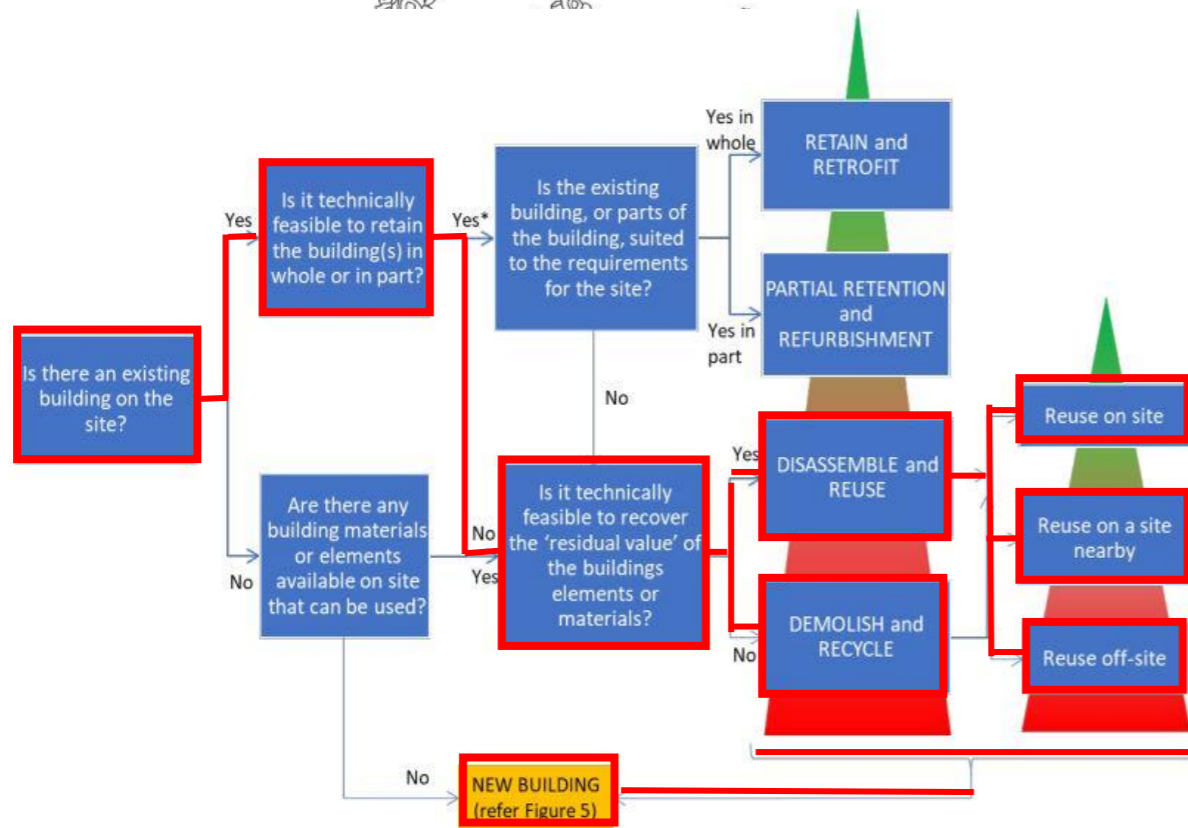 Is there an existing
building on the
site?
Yes
No
Is it technically
feasible to retain
the building(s) in
whole or in part?
Are there any
building materials
or elements
available on site
that can be used?
Yes*
No
Yes
Is the existing
building, or parts of
the building, suited
to the requirements
for the site?
No
Is it technically
feasible to recover
the ‘residual value’ of
the buildings
elements or
materials?
Yes in
whole
Yes in
part
RETAIN and
RETROFIT
PARTIAL RETENTION
and
REFURBISHMENT
Yes
DISASSEMBLE and
REUSE
No
DEMOLISH and
RECYCLE
Reuse on site
Reuse on a site
nearby
Reuse off-site
No
NEW BUILDING
(refer Figure 5)